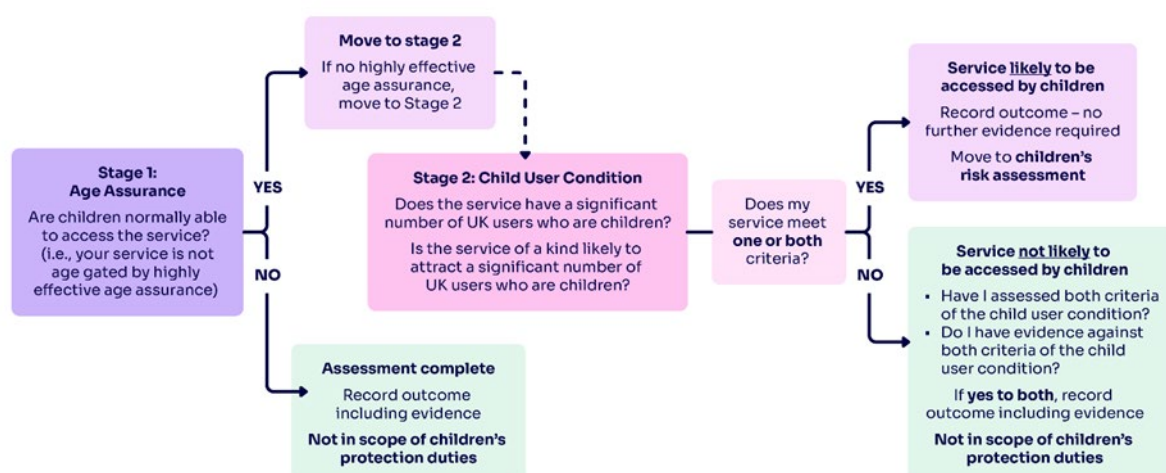 Stage 1:
Age Assurance
Are children normally able
to access the service?
(i.e., your service is not
age gated by highly
effective age assurance)
YES
NO
Move to stage 2
If no highly effective
age assurance,
move to Stage 2
Assessment complete
Record outcome
including evidence
Not in scope of children's
protection duties
Stage 2: Child User Condition
Does the service have a significant
number of UK users who are children?
Is the service of a kind likely to
attract a significant number of
UK users who are children?
Does my
service meet
one or both
criteria?
YES
NO
Service likely to be
accessed by children
Record outcome – no
further evidence required
Move to children's
risk assessment
Service not likely to
be accessed by children
• Have I assessed both criteria
of the child user condition?
• Do I have evidence against
both criteria of the child
user condition?
If yes to both, record
outcome including evidence
Not in scope of children's
protection duties